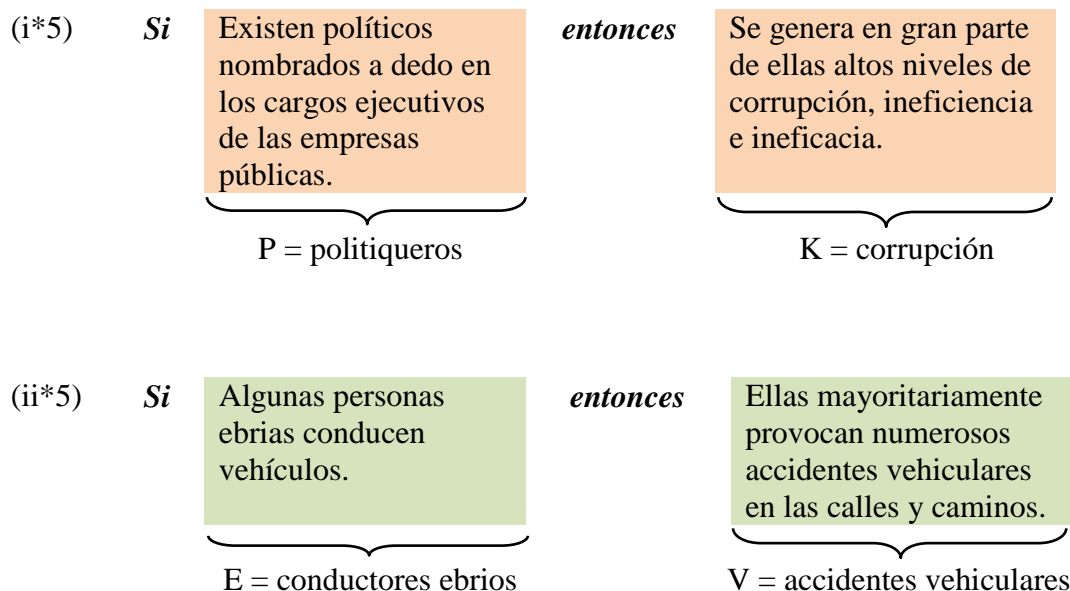 (i*5) Si Existen políticos entonces Se genera en gran parte
nombrados a dedo en de ellas altos niveles de
los cargos ejecutivos corrupción, ineficiencia
de las empresas e ineficacia.
públicas.
P = politiqueros K = corrupción
(ii*5) Si Algunas personas entonces Ellas mayoritariamente
ebrias conducen provocan numerosos
vehículos. accidentes vehiculares
en las calles y caminos.
E = conductores ebrios V = accidentes vehiculares